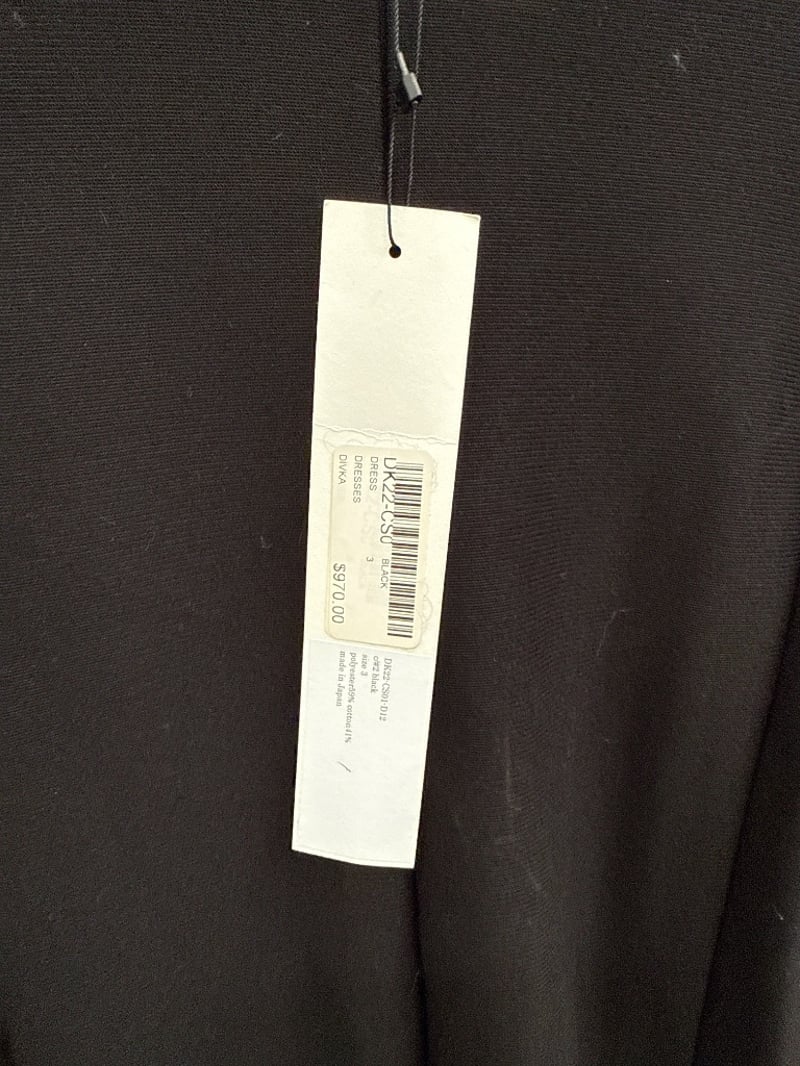 DK22-CS0 BLACK
DRESS 3
DRESSES
DIVKA $970.00
DK22-CS01-D12
c#2 black
size 3
polyester59% cotton41%
made in Japan